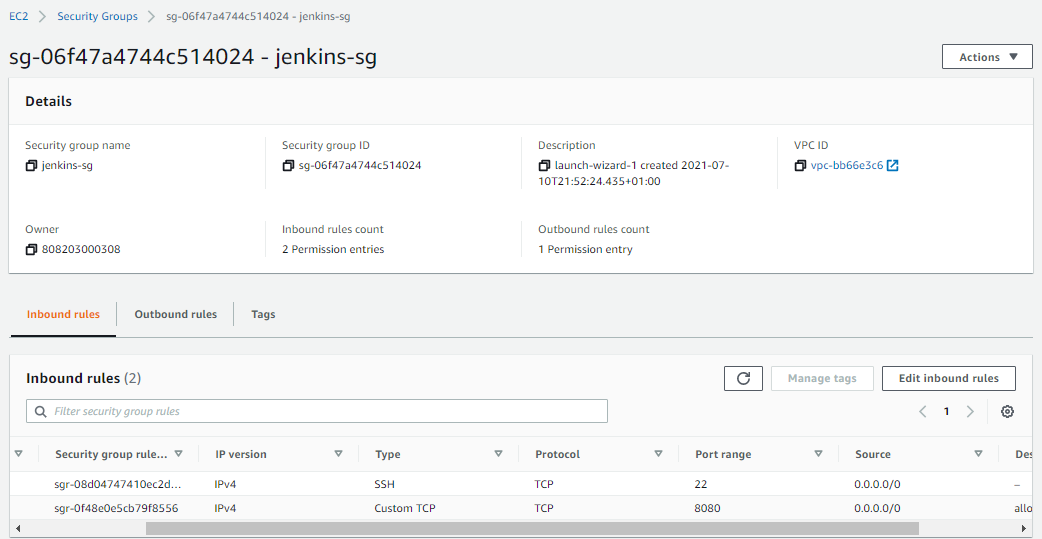 EC2 > Security Groups > sg-06f47a4744c514024 - jenkins-sg
sg-06f47a4744c514024 - jenkins-sg
Actions
Details
Security group name
jenkins-sg
Security group ID
sg-06f47a4744c514024
Description
launch-wizard-1 created 2021-07-
10T21:52:24.435+01:00
VPC ID
vpc-bb66e3c6
Owner
808203000308
Inbound rules count
2 Permission entries
Outbound rules count
1 Permission entry
Inbound rules Outbound rules Tags
Inbound rules (2)
Manage tags Edit inbound rules
Filter security group rules
1
Security group rule... IP version Type Protocol Port range Source Des
sgr-08d04747410ec2d... IPv4 SSH TCP 22 0.0.0.0/0 –
sgr-0f48e0e5cb79f8556 IPv4 Custom TCP TCP 8080 0.0.0.0/0 allo